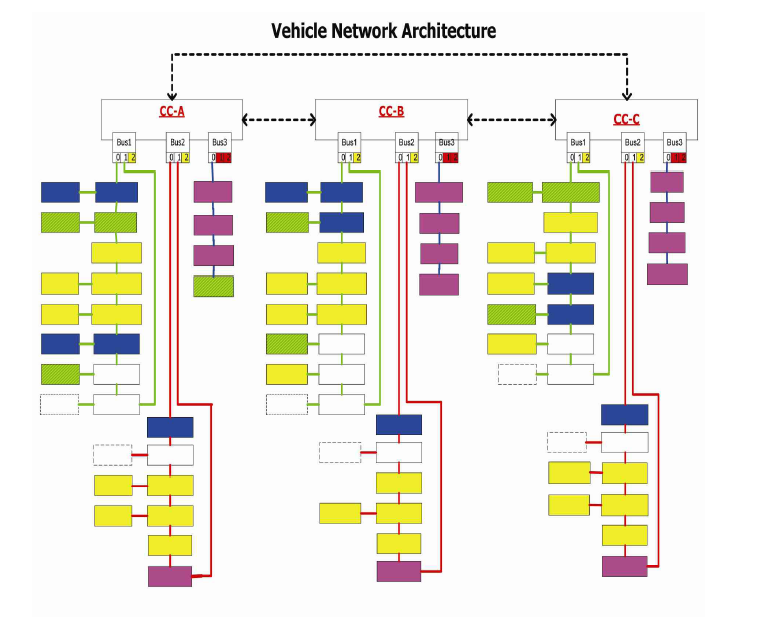 Vehicle Network Architecture
CC-A CC-B CC-C
Bus1 Bus2 Bus3 Bus1 Bus2 Bus3 Bus1 Bus2 Bus3
0 1 2 0 1 2 0 1 2 0 1 2 0 1 2 0 1 2 0 1 2 0 1 2 0 1 2